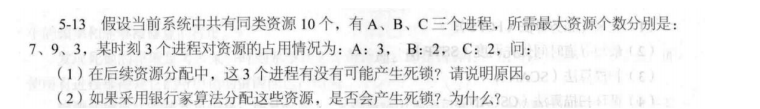 5-13 假设当前系统中共有同类资源 10 个，有 A、B、C 三个进程，所需最大资源个数分别是：
7、9、3，某时刻 3 个进程对资源的占用情况为：A: 3， B: 2，C: 2，问：
（1）在后续资源分配中，这 3 个进程有没有可能产生死锁？请说明原因。
（2）如果采用银行家算法分配这些资源，是否会产生死锁？为什么？